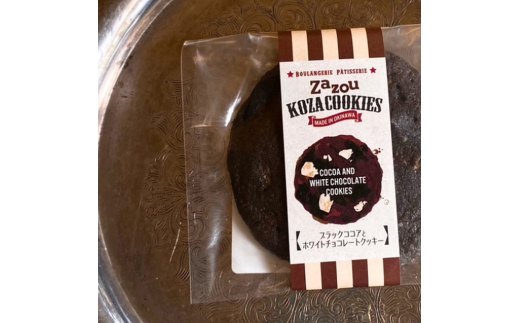 ★ BOULANGERIE PÂTISSERIE ★
Zazou
KOZA COOKIES
MADE IN OKINAWA
COCOA AND
WHITE CHOCOLATE
COOKIES
ブラックココアと
ホワイトチョコレートクッキー